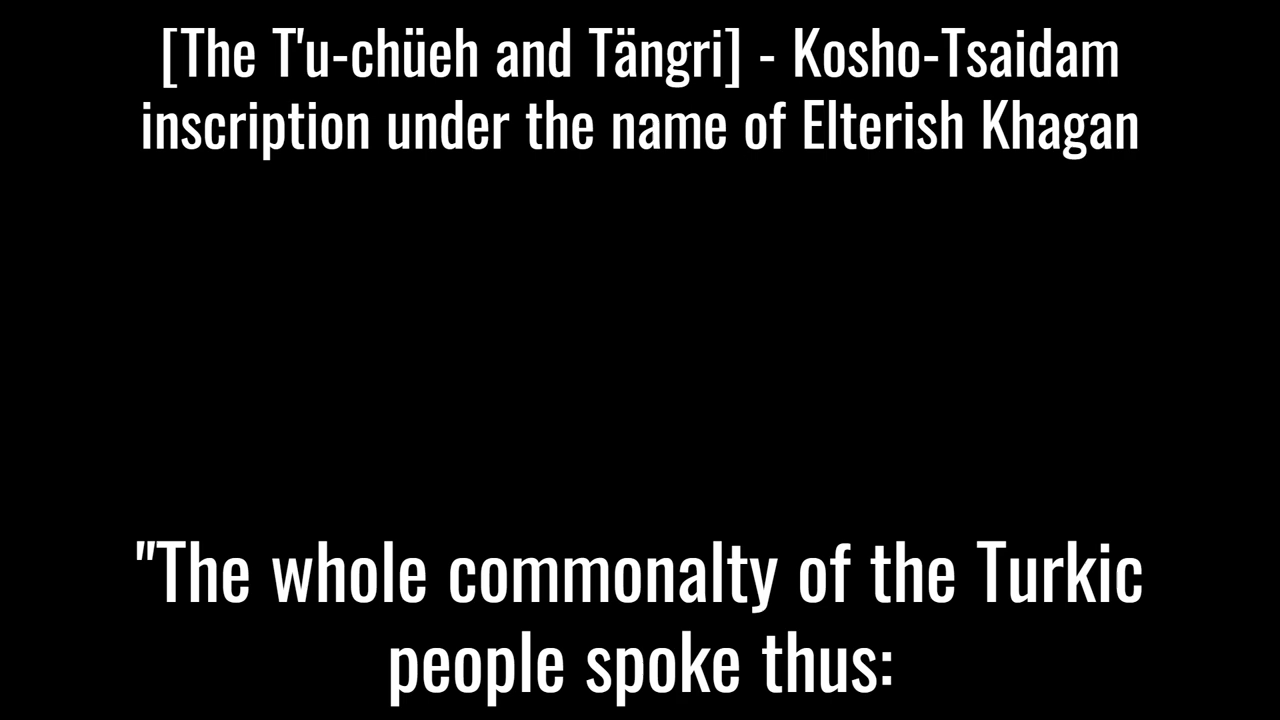 [The T'u-chüeh and Tängri] - Kosho-Tsaidam
inscription under the name of Elterish Khagan
"The whole commonalty of the Turkic
people spoke thus: